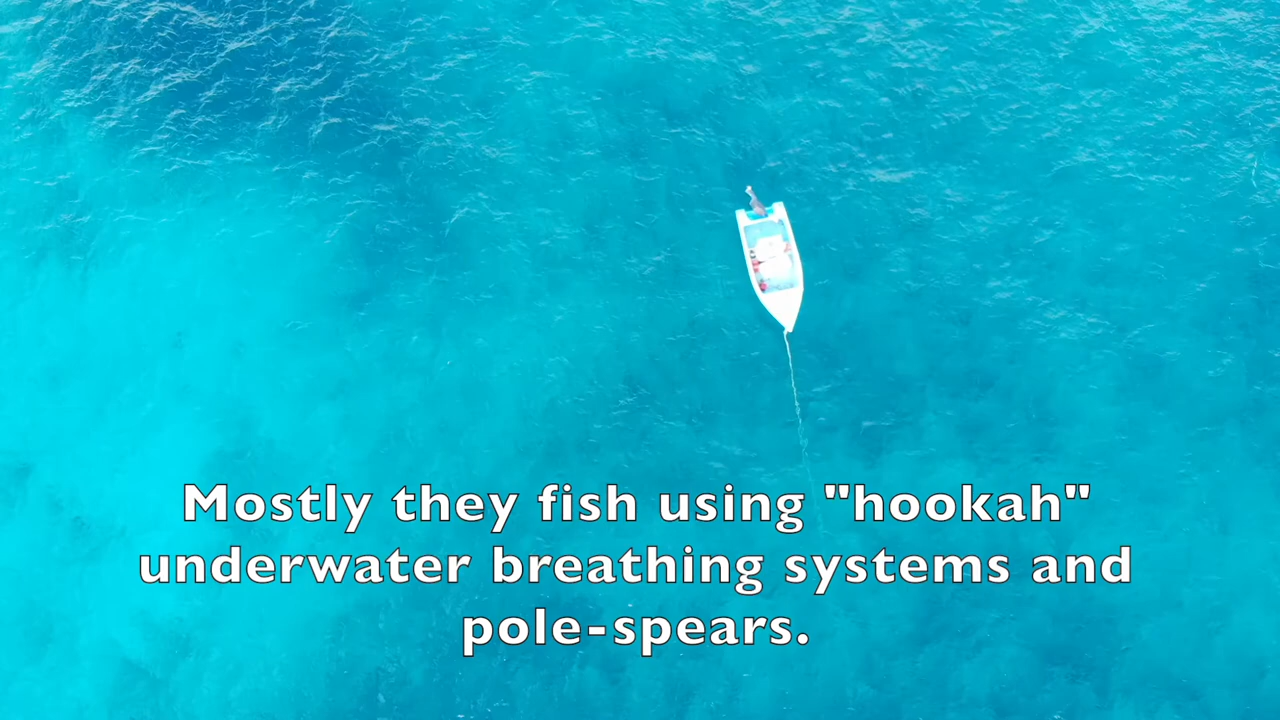 Mostly they fish using "hookah"
underwater breathing systems and
pole-spears.